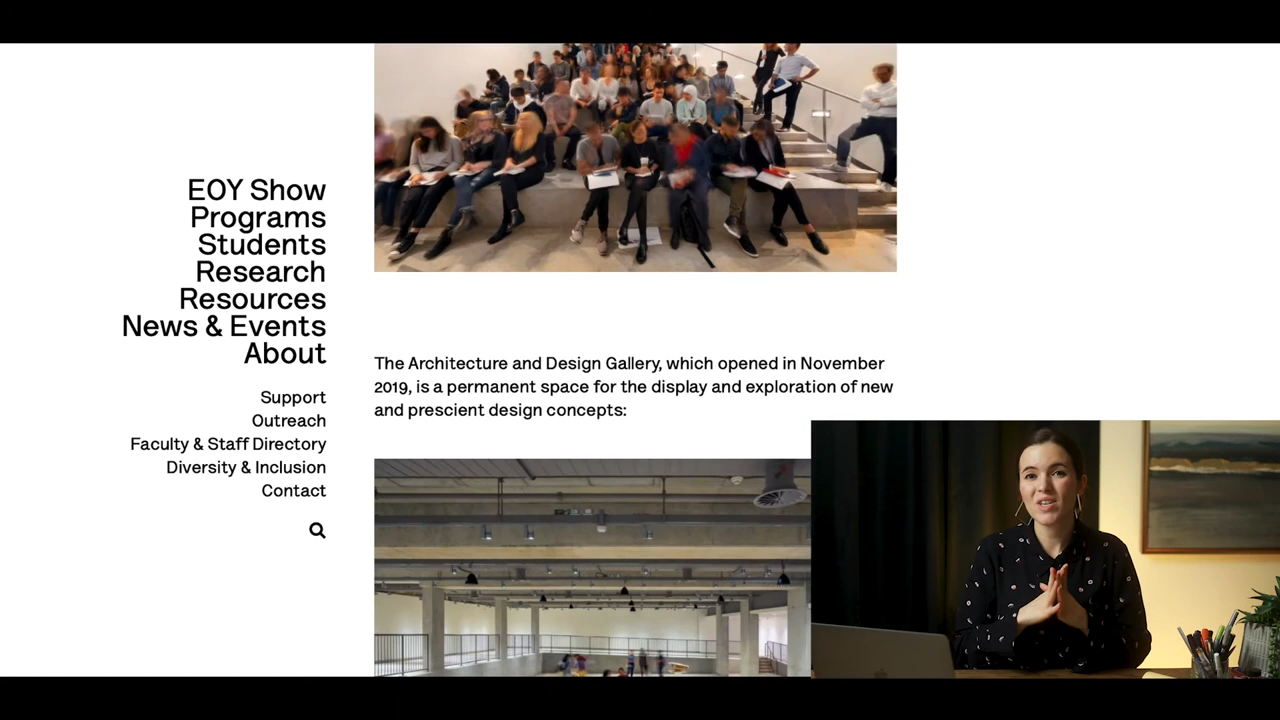 EOY Show
Programs
Students
Research
Resources
News & Events
About
Support
Outreach
Faculty & Staff Directory
Diversity & Inclusion
Contact
The Architecture and Design Gallery, which opened in November
2019, is a permanent space for the display and exploration of new
and prescient design concepts: